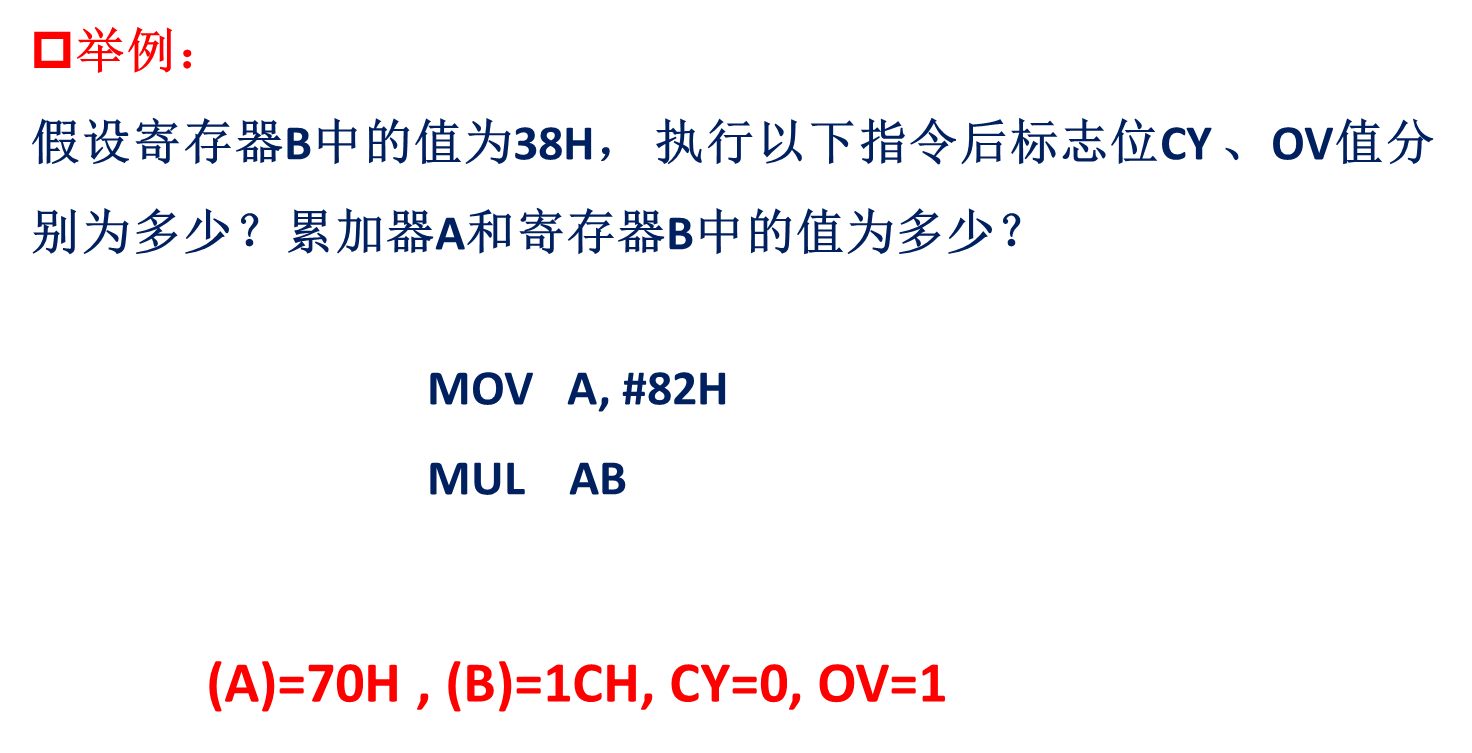 举例：
假设寄存器B中的值为38H， 执行以下指令后标志位CY 、OV值分
别为多少？累加器A和寄存器B中的值为多少？
MOV A, #82H
MUL AB
(A)=70H , (B)=1CH, CY=0, OV=1